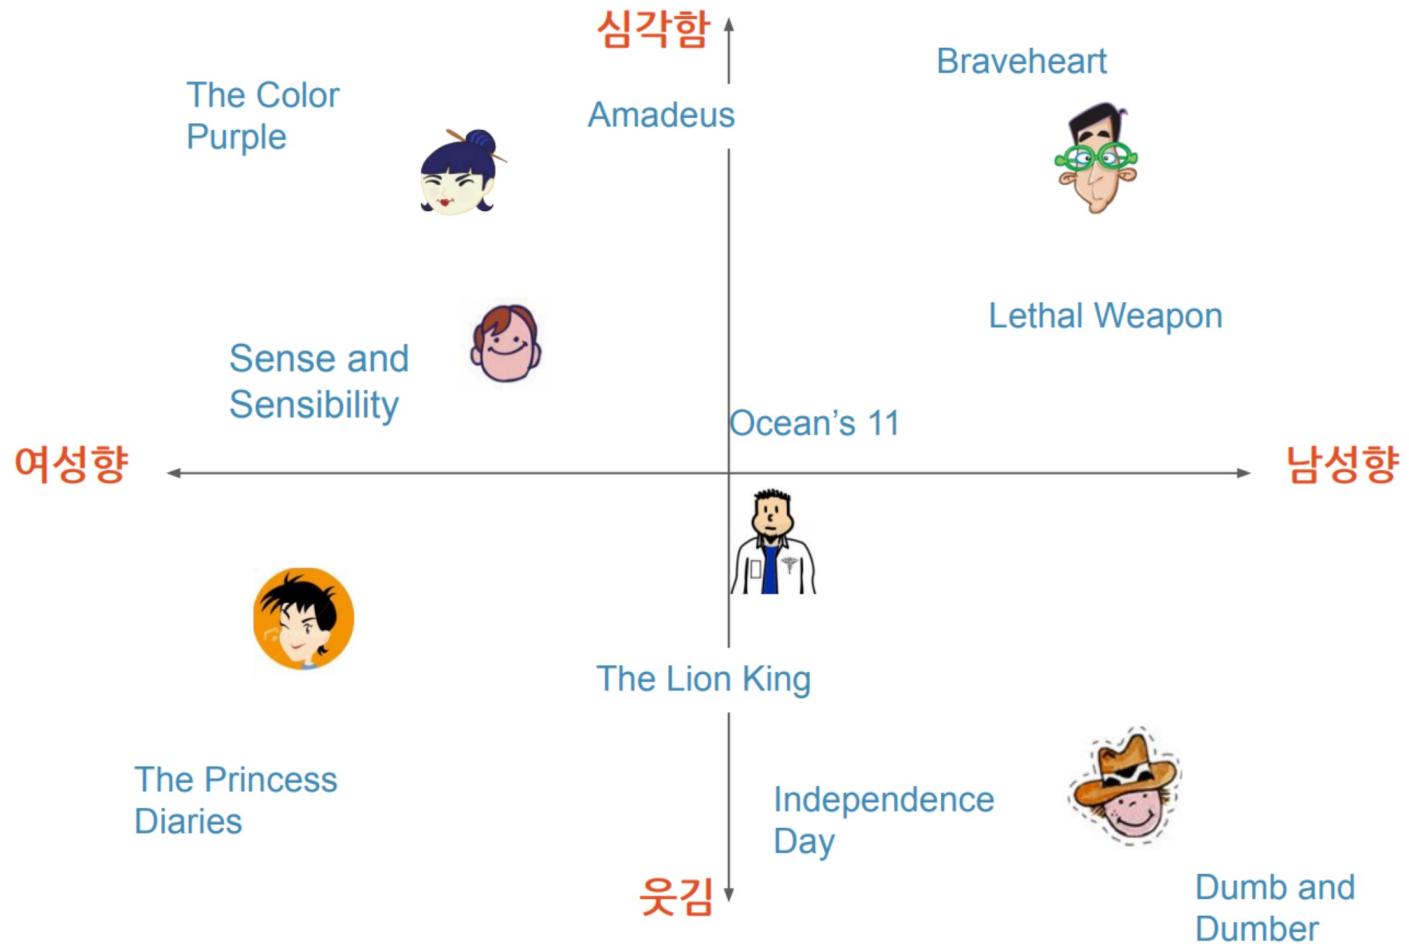 심각함
Braveheart
The Color
Purple
Amadeus
Lethal Weapon
Sense and
Sensibility
Ocean's 11
여성향
남성향
The Lion King
The Princess
Diaries
Independence
Day
웃김
Dumb and
Dumber